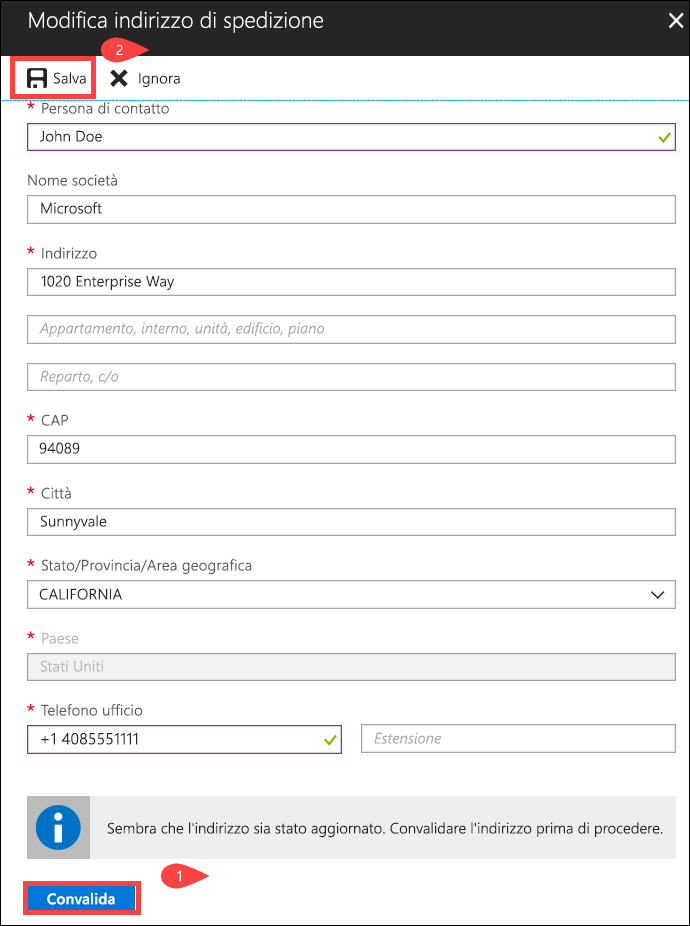 Modifica indirizzo di spedizione
2
Salva Ignora
* Persona di contatto
John Doe
Nome società
Microsoft
* Indirizzo
1020 Enterprise Way
Appartamento, interno, unità, edificio, piano
Reparto, c/o
* CAP
94089
* Città
Sunnyvale
* Stato/Provincia/Area geografica
CALIFORNIA
* Paese
Stati Uniti
* Telefono ufficio
+1 4085551111 Estensione
Sembra che l'indirizzo sia stato aggiornato. Convalidare l'indirizzo prima di procedere.
1
Convalida